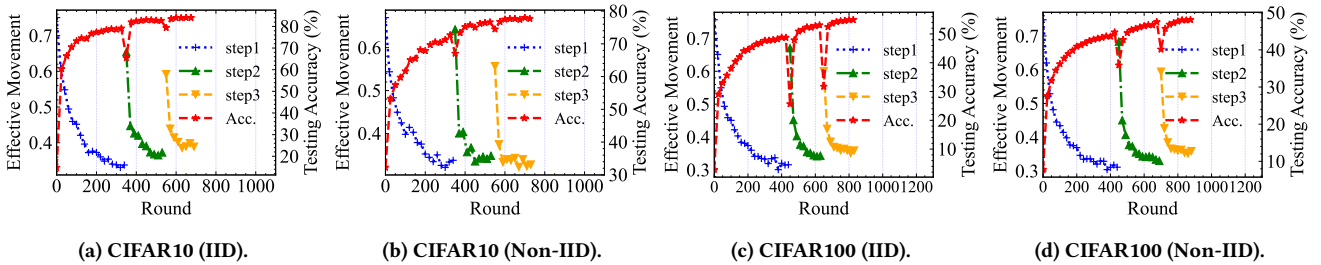 Effective Movement
0.7
0.6
0.5
0.4
step1
step2
step3
Acc.
80
70
60
50
40
30
20
Testing Accuracy (%)
0 200 400 600 800 1000
Round
(a) CIFAR10 (IID).
Effective Movement
0.6
0.5
0.4
step1
step2
step3
Acc.
80
70
60
50
40
30
Testing Accuracy (%)
0 200 400 600 800 1000
Round
(b) CIFAR10 (Non-IID).
Effective Movement
0.7
0.6
0.5
0.4
0.3
step1
step2
step3
Acc.
50
40
30
20
10
Testing Accuracy (%)
0 200 400 600 800 10001200
Round
(c) CIFAR100 (IID).
Effective Movement
0.7
0.6
0.5
0.4
0.3
step1
step2
step3
Acc.
50
40
30
20
10
Testing Accuracy (%)
0 200 400 600 800 10001200
Round
(d) CIFAR100 (Non-IID).